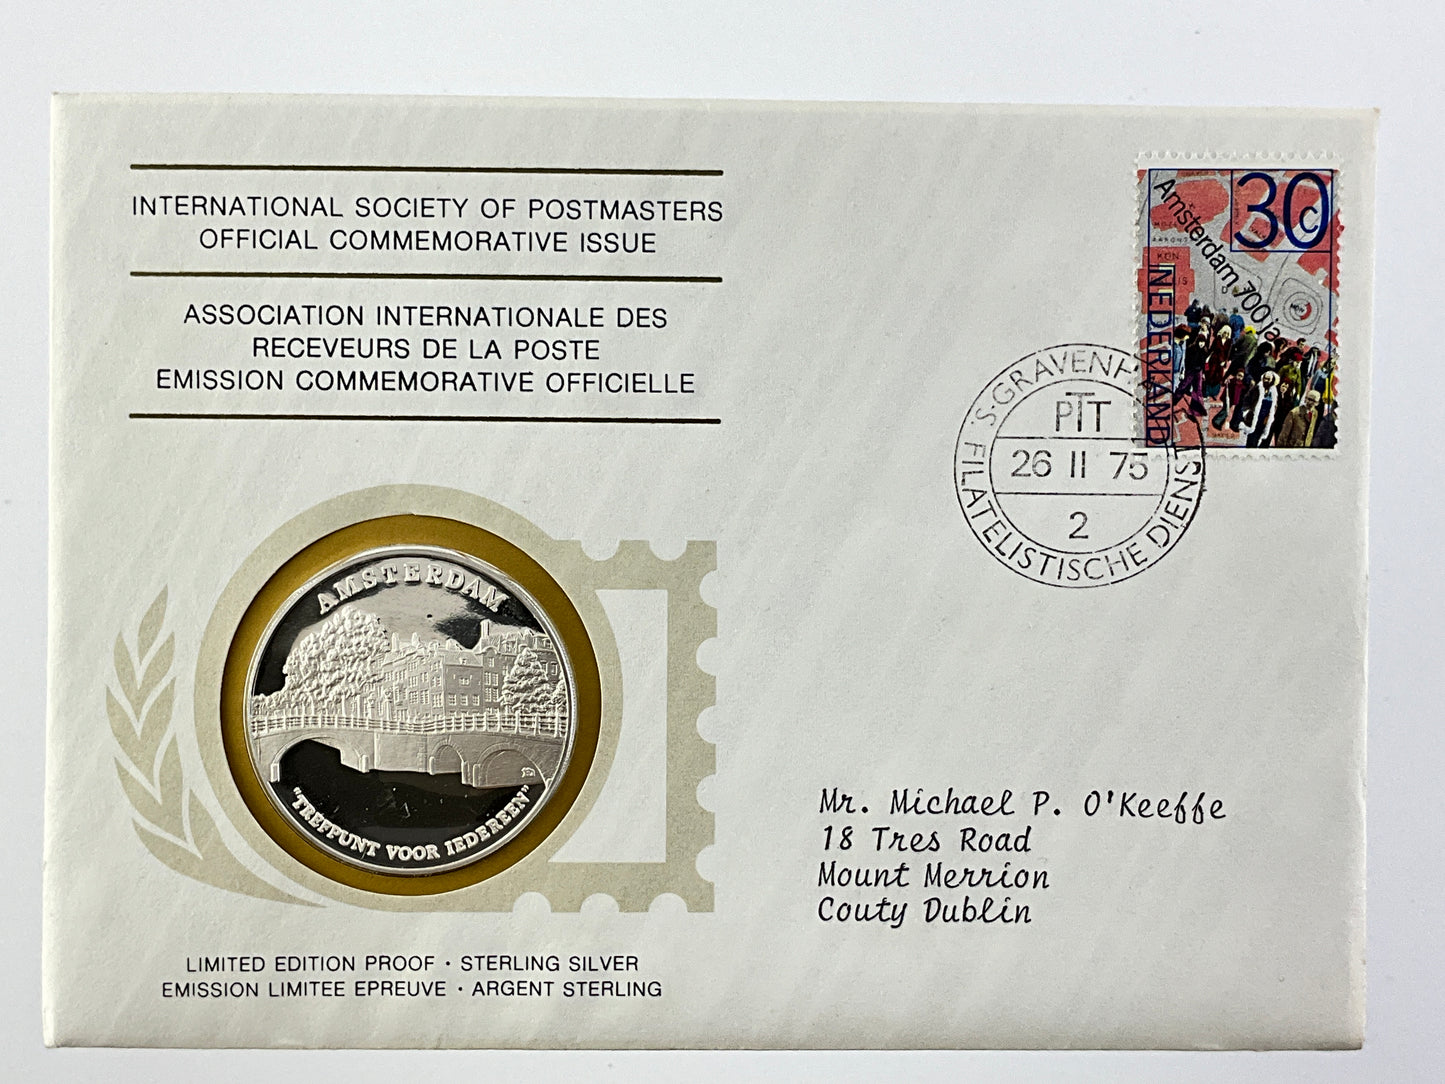 INTERNATIONAL SOCIETY OF POSTMASTERS
OFFICIAL COMMEMORATIVE ISSUE
ASSOCIATION INTERNATIONALE DES
RECEVEURS DE LA POSTE
EMISSION COMMEMORATIVE OFFICIELLE
30c
Amsterdam 700 ja
NEDERLAND
'S-GRAVENH
PTT
26 II 75
2
FILATELISTISCHE DIENST
AMSTERDAM
"TREFPUNT VOOR IEDEREEN"
Mr. Michael P. O'Keeffe
18 Tres Road
Mount Merrion
Couty Dublin
LIMITED EDITION PROOF · STERLING SILVER
EMISSION LIMITEE EPREUVE · ARGENT STERLING